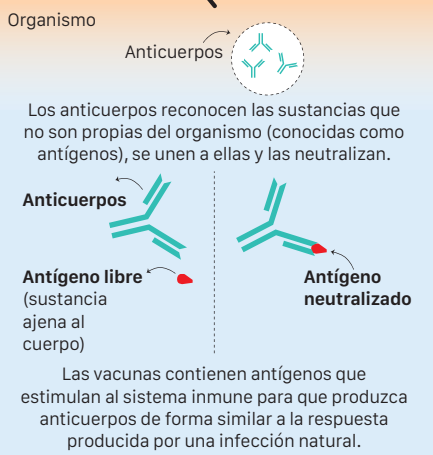 Organismo
Anticuerpos
Los anticuerpos reconocen las sustancias que
no son propias del organismo (conocidas como
antígenos), se unen a ellas y las neutralizan.
Anticuerpos
Antígeno libre
(sustancia
ajena al
cuerpo)
Antígeno
neutralizado
Las vacunas contienen antígenos que
estimulan al sistema inmune para que produzca
anticuerpos de forma similar a la respuesta
producida por una infección natural.